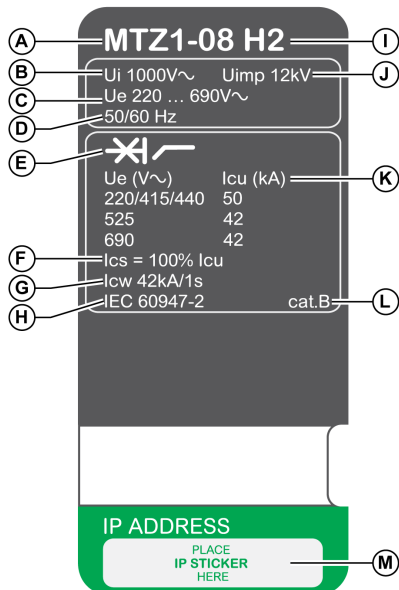 A MTZ1-08 H2 I
B Ui 1000V~ Uimp 12kV J
C Ue 220 ... 690V~
D 50/60 Hz
E
Ue (V~) Icu (kA) K
220/415/440 50
525 42
690 42
F Ics = 100% Icu
G Icw 42kA/1s
H IEC 60947-2 cat.B L
IP ADDRESS
PLACE
IP STICKER M
HERE